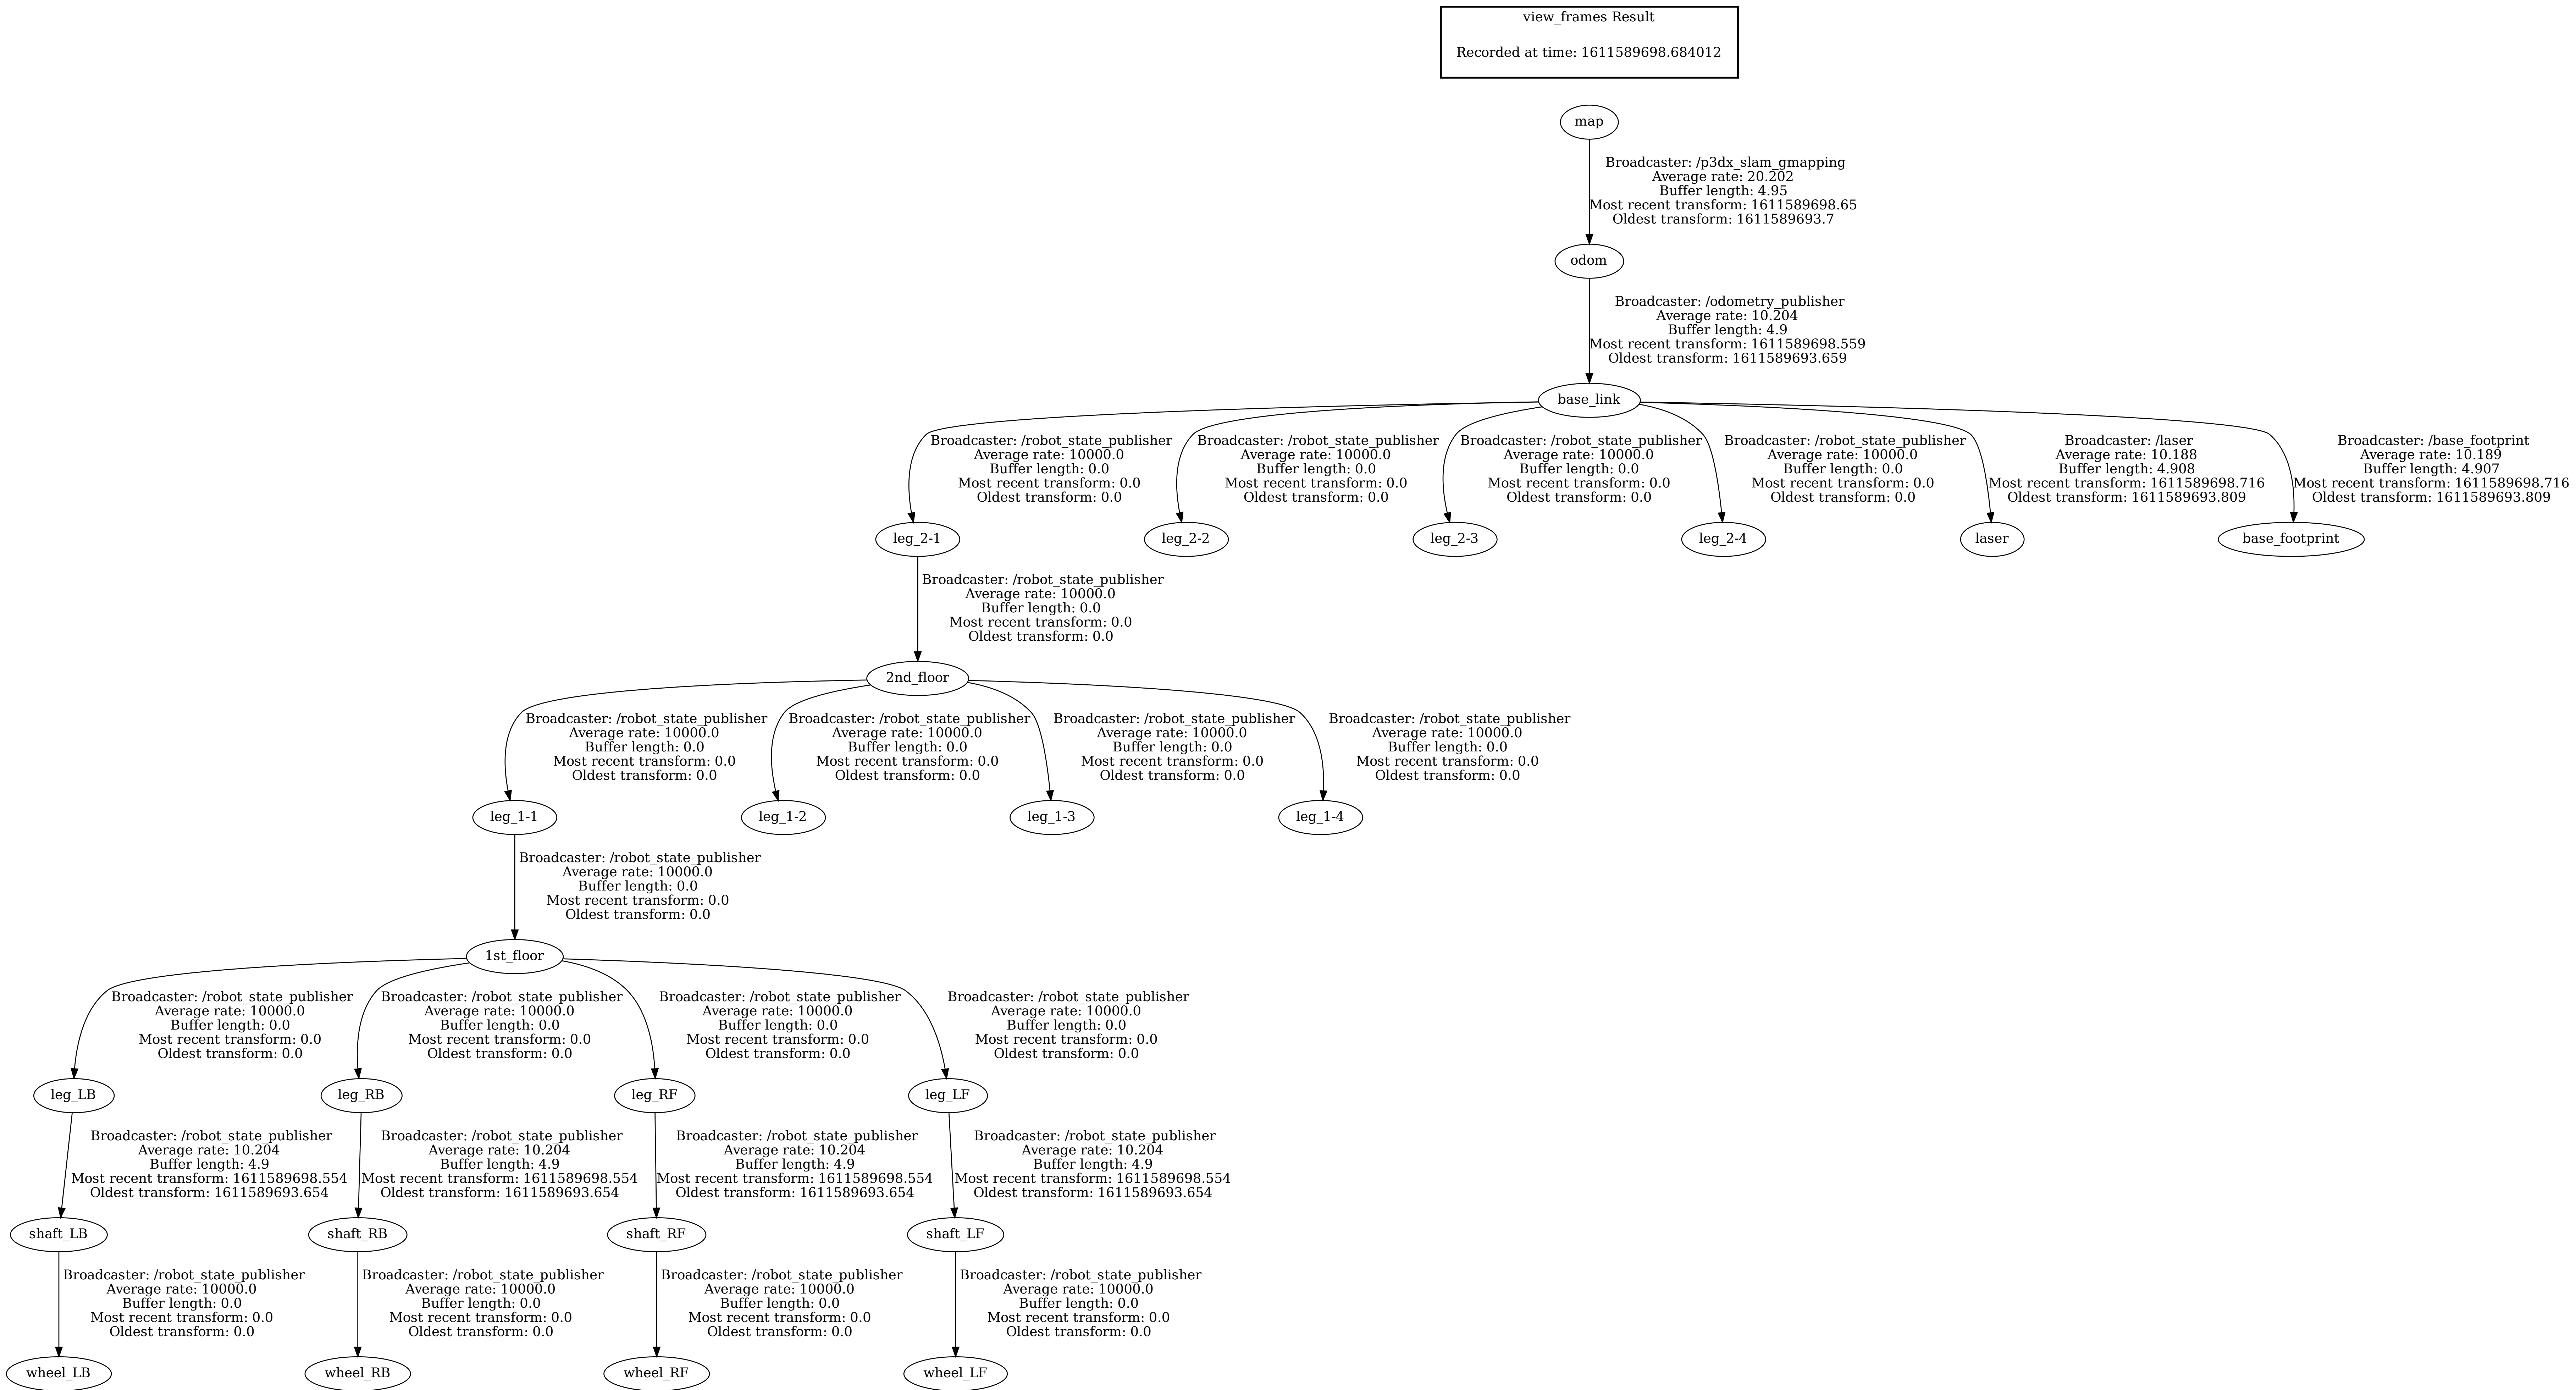 view_frames Result
Recorded at time: 1611589698.684012
map
Broadcaster: /p3dx_slam_gmapping
Average rate: 20.202
Buffer length: 4.95
Most recent transform: 1611589698.65
Oldest transform: 1611589693.7
odom
Broadcaster: /odometry_publisher
Average rate: 10.204
Buffer length: 4.9
Most recent transform: 1611589698.559
Oldest transform: 1611589693.659
base_link
Broadcaster: /robot_state_publisher
Average rate: 10000.0
Buffer length: 0.0
Most recent transform: 0.0
Oldest transform: 0.0
Broadcaster: /robot_state_publisher
Average rate: 10000.0
Buffer length: 0.0
Most recent transform: 0.0
Oldest transform: 0.0
Broadcaster: /robot_state_publisher
Average rate: 10000.0
Buffer length: 0.0
Most recent transform: 0.0
Oldest transform: 0.0
Broadcaster: /robot_state_publisher
Average rate: 10000.0
Buffer length: 0.0
Most recent transform: 0.0
Oldest transform: 0.0
Broadcaster: /laser
Average rate: 10.188
Buffer length: 4.908
Most recent transform: 1611589698.716
Oldest transform: 1611589693.809
Broadcaster: /base_footprint
Average rate: 10.189
Buffer length: 4.907
Most recent transform: 1611589698.716
Oldest transform: 1611589693.809
leg_2-1
leg_2-2
leg_2-3
leg_2-4
laser
base_footprint
Broadcaster: /robot_state_publisher
Average rate: 10000.0
Buffer length: 0.0
Most recent transform: 0.0
Oldest transform: 0.0
2nd_floor
Broadcaster: /robot_state_publisher
Average rate: 10000.0
Buffer length: 0.0
Most recent transform: 0.0
Oldest transform: 0.0
Broadcaster: /robot_state_publisher
Average rate: 10000.0
Buffer length: 0.0
Most recent transform: 0.0
Oldest transform: 0.0
Broadcaster: /robot_state_publisher
Average rate: 10000.0
Buffer length: 0.0
Most recent transform: 0.0
Oldest transform: 0.0
Broadcaster: /robot_state_publisher
Average rate: 10000.0
Buffer length: 0.0
Most recent transform: 0.0
Oldest transform: 0.0
leg_1-1
leg_1-2
leg_1-3
leg_1-4
Broadcaster: /robot_state_publisher
Average rate: 10000.0
Buffer length: 0.0
Most recent transform: 0.0
Oldest transform: 0.0
1st_floor
Broadcaster: /robot_state_publisher
Average rate: 10000.0
Buffer length: 0.0
Most recent transform: 0.0
Oldest transform: 0.0
Broadcaster: /robot_state_publisher
Average rate: 10000.0
Buffer length: 0.0
Most recent transform: 0.0
Oldest transform: 0.0
Broadcaster: /robot_state_publisher
Average rate: 10000.0
Buffer length: 0.0
Most recent transform: 0.0
Oldest transform: 0.0
Broadcaster: /robot_state_publisher
Average rate: 10000.0
Buffer length: 0.0
Most recent transform: 0.0
Oldest transform: 0.0
leg_LB
leg_RB
leg_RF
leg_LF
Broadcaster: /robot_state_publisher
Average rate: 10.204
Buffer length: 4.9
Most recent transform: 1611589698.554
Oldest transform: 1611589693.654
Broadcaster: /robot_state_publisher
Average rate: 10.204
Buffer length: 4.9
Most recent transform: 1611589698.554
Oldest transform: 1611589693.654
Broadcaster: /robot_state_publisher
Average rate: 10.204
Buffer length: 4.9
Most recent transform: 1611589698.554
Oldest transform: 1611589693.654
Broadcaster: /robot_state_publisher
Average rate: 10.204
Buffer length: 4.9
Most recent transform: 1611589698.554
Oldest transform: 1611589693.654
shaft_LB
shaft_RB
shaft_RF
shaft_LF
Broadcaster: /robot_state_publisher
Average rate: 10000.0
Buffer length: 0.0
Most recent transform: 0.0
Oldest transform: 0.0
Broadcaster: /robot_state_publisher
Average rate: 10000.0
Buffer length: 0.0
Most recent transform: 0.0
Oldest transform: 0.0
Broadcaster: /robot_state_publisher
Average rate: 10000.0
Buffer length: 0.0
Most recent transform: 0.0
Oldest transform: 0.0
Broadcaster: /robot_state_publisher
Average rate: 10000.0
Buffer length: 0.0
Most recent transform: 0.0
Oldest transform: 0.0
wheel_LB
wheel_RB
wheel_RF
wheel_LF